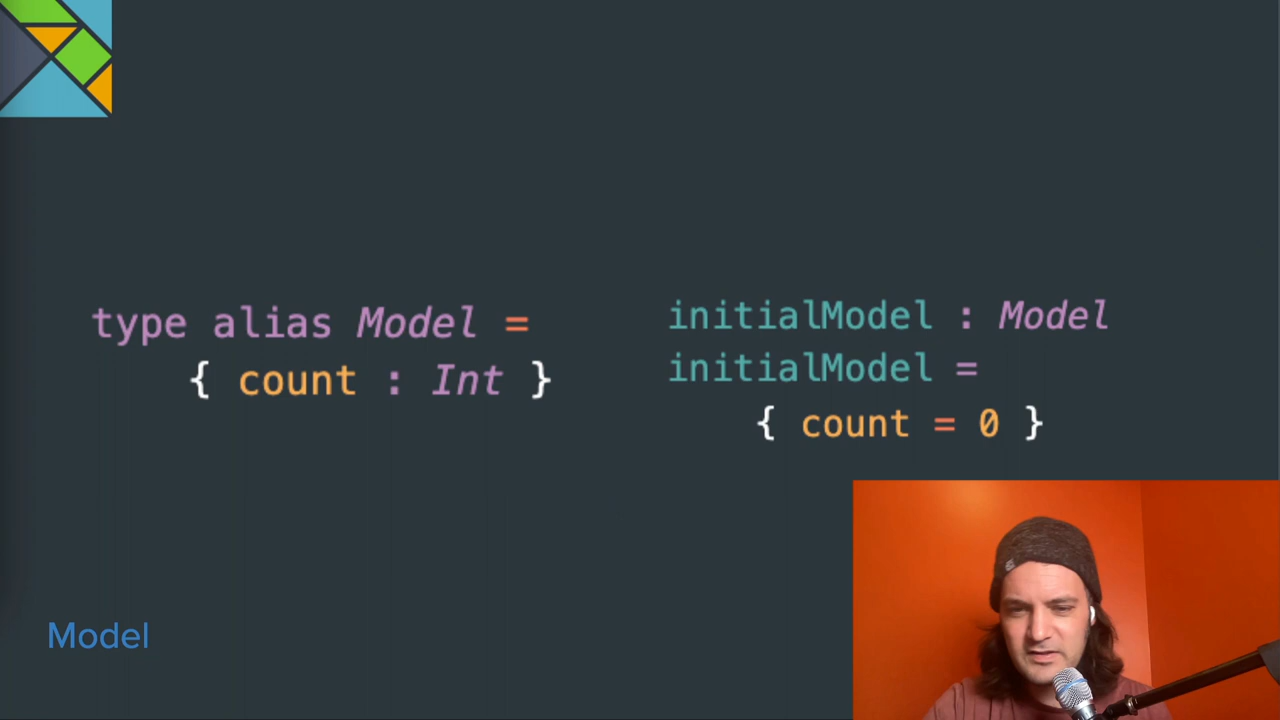 type alias Model =
{ count : Int }
initialModel : Model
initialModel =
{ count = 0 }
Model